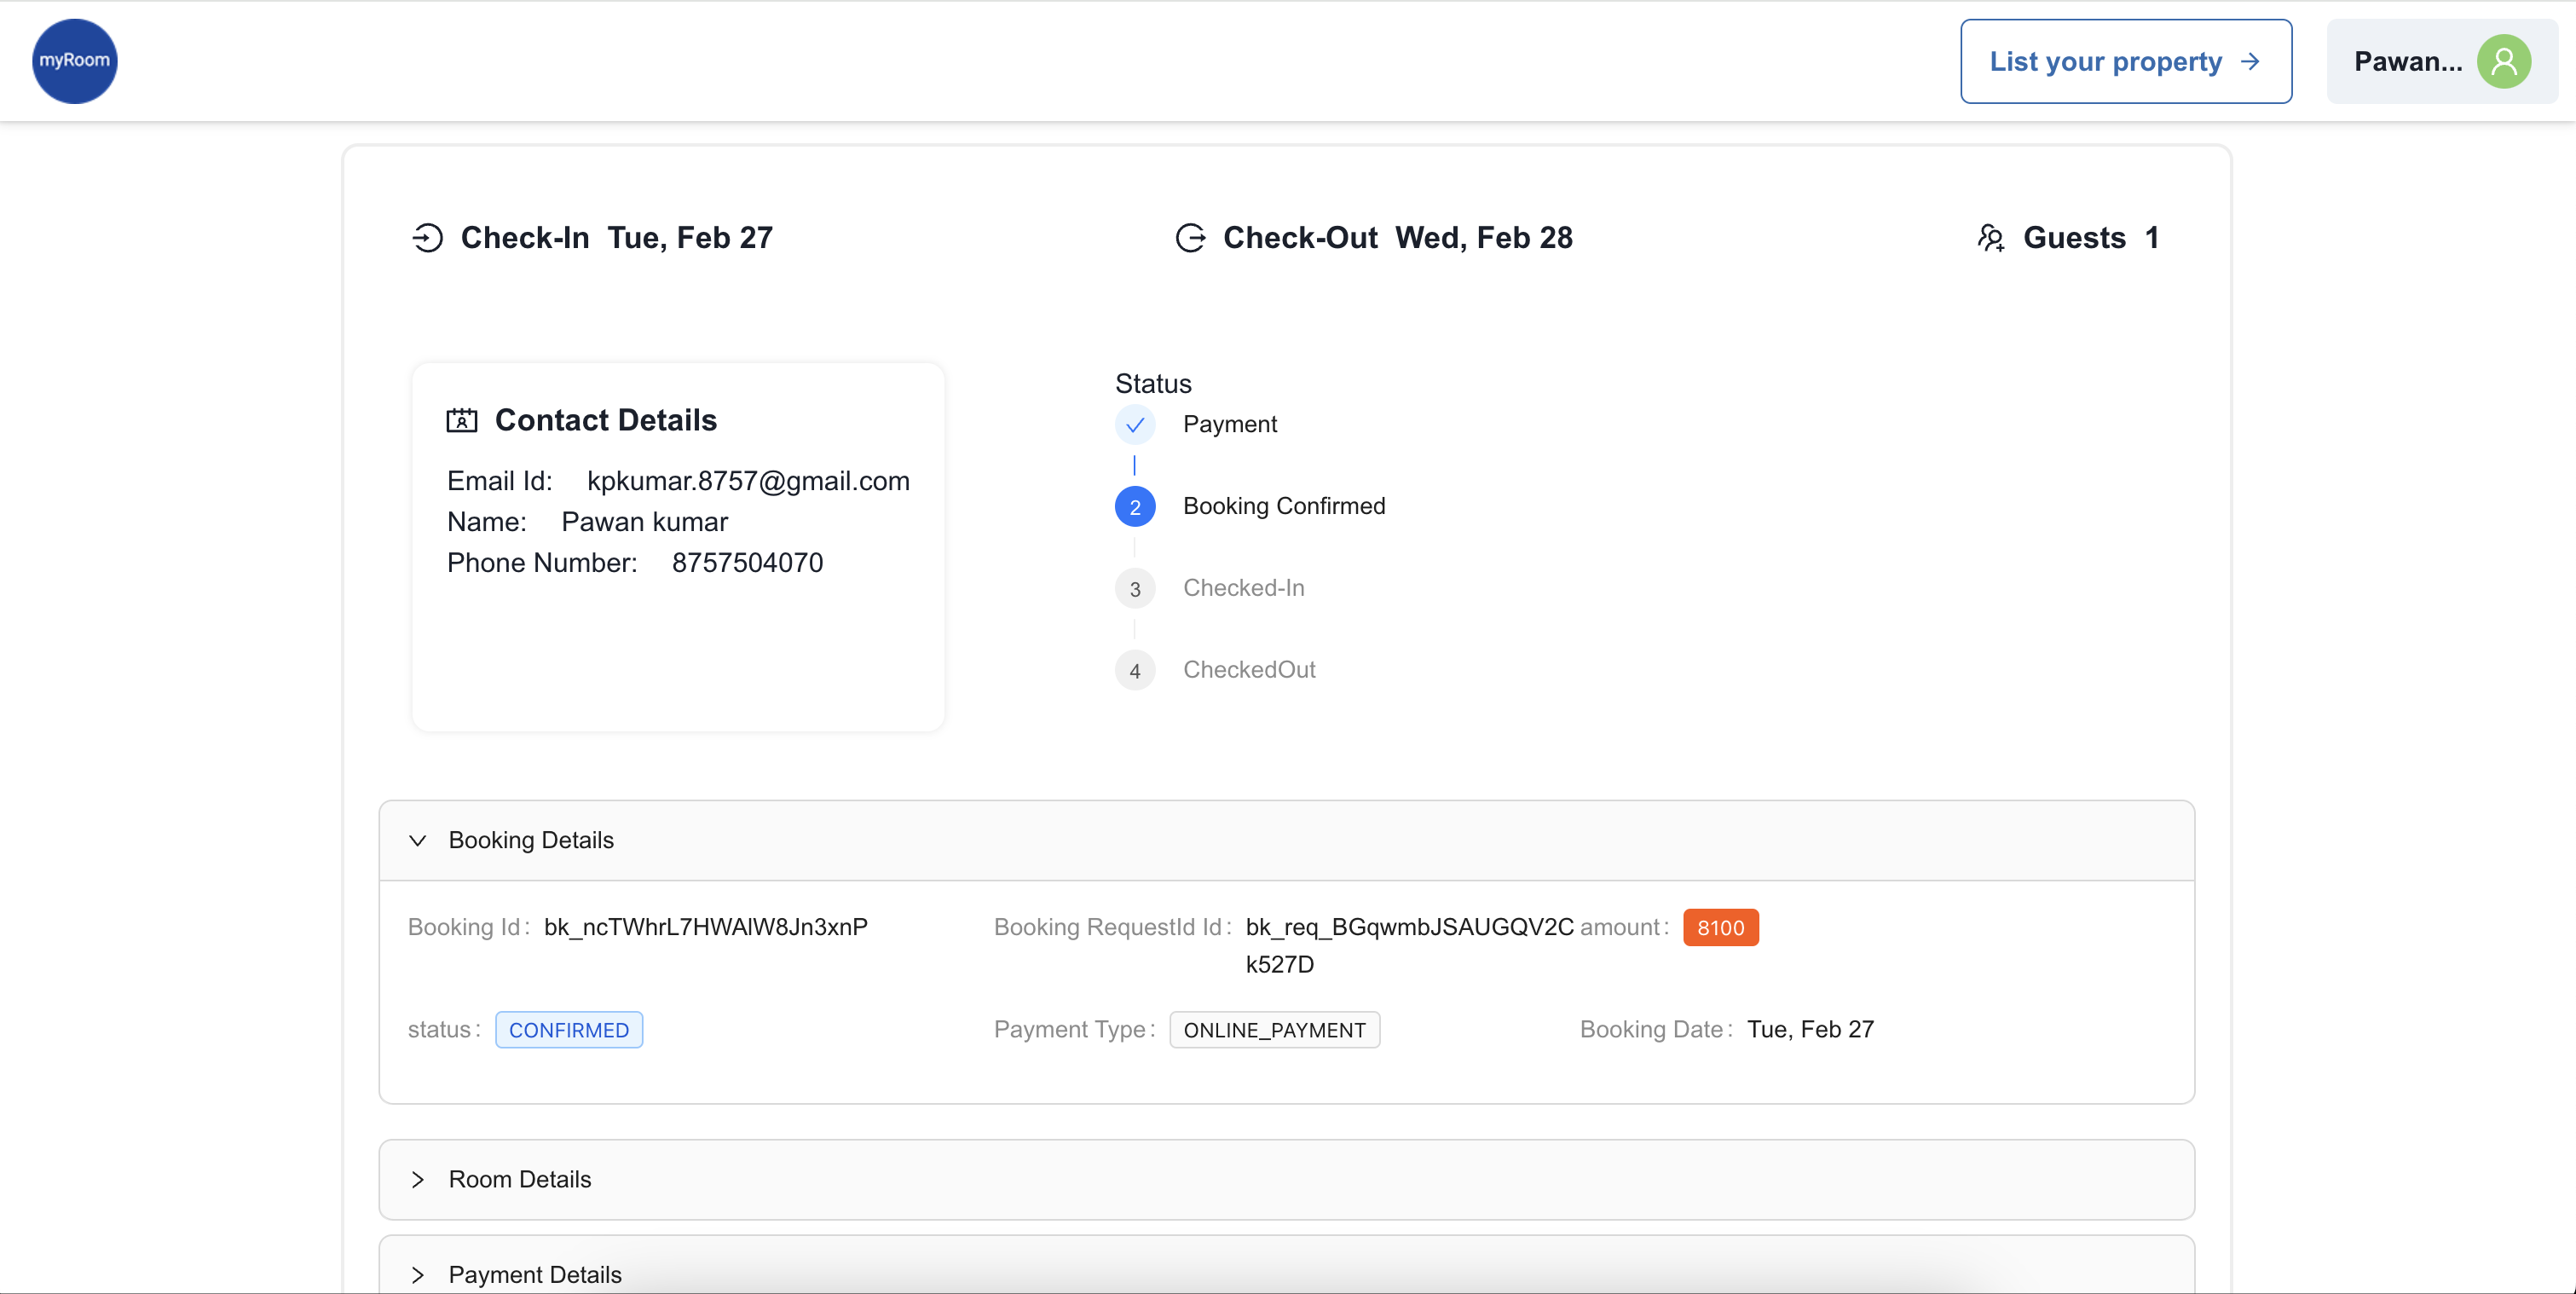 myRoom
List your property
Pawan...
Check-In Tue, Feb 27
Check-Out Wed, Feb 28
Guests 1
Contact Details
Email Id: kpkumar.8757@gmail.com
Name: Pawan kumar
Phone Number: 8757504070
Status
Payment
2 Booking Confirmed
3 Checked-In
4 CheckedOut
Booking Details
Booking Id: bk_ncTWhrL7HWAlW8Jn3xnP
Booking RequestId Id: bk_req_BGqwmbJSAUGQV2C
k527D
amount: 8100
status: CONFIRMED
Payment Type: ONLINE_PAYMENT
Booking Date: Tue, Feb 27
Room Details
Payment Details